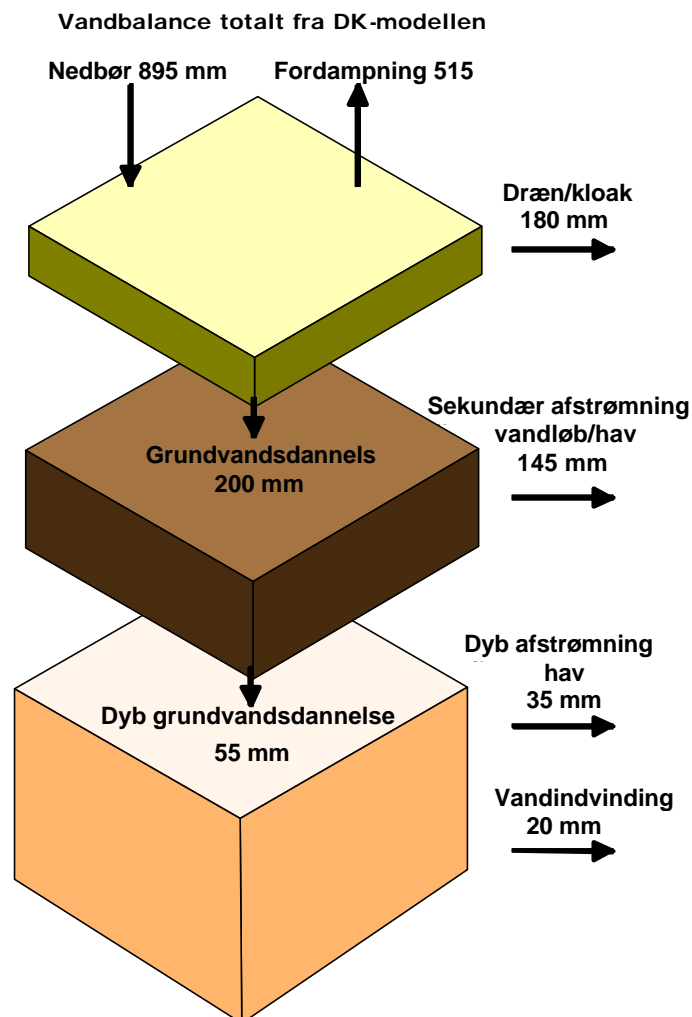 Vandbalance totalt fra DK-modellen
Nedbør 895 mm
Fordampning 515
Dræn/kloak
180 mm
Sekundær afstrømning
vandløb/hav
145 mm
Grundvandsdannels
200 mm
Dyb afstrømning
hav
35 mm
Dyb grundvandsdannelse
55 mm
Vandindvinding
20 mm